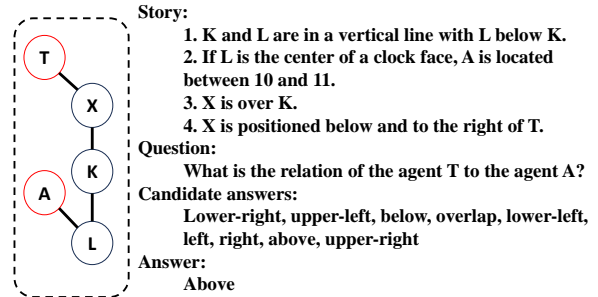 T
X
K
A
L
Story:
1. K and L are in a vertical line with L below K.
2. If L is the center of a clock face, A is located
between 10 and 11.
3. X is over K.
4. X is positioned below and to the right of T.
Question:
What is the relation of the agent T to the agent A?
Candidate answers:
Lower-right, upper-left, below, overlap, lower-left,
left, right, above, upper-right
Answer:
Above